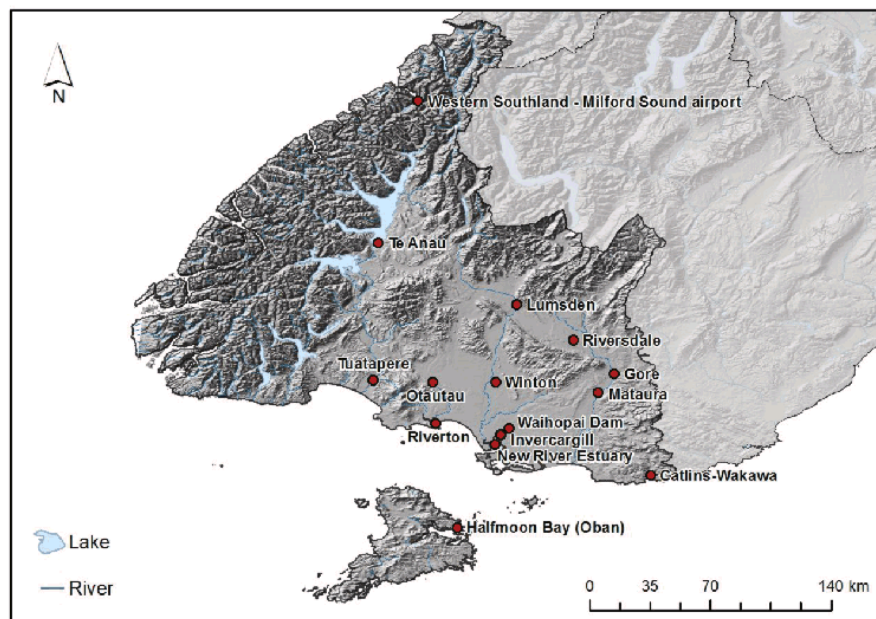 N
Western Southland - Milford Sound airport
Te Anau
Lumsden
Riversdale
Tuatapere
Gore
Otautau
Winton
Mataura
Waihopai Dam
Riverton
Invercargill
New River Estuary
Catlins-Wakawa
Halfmoon Bay (Oban)
Lake
River
0 35 70 140 km